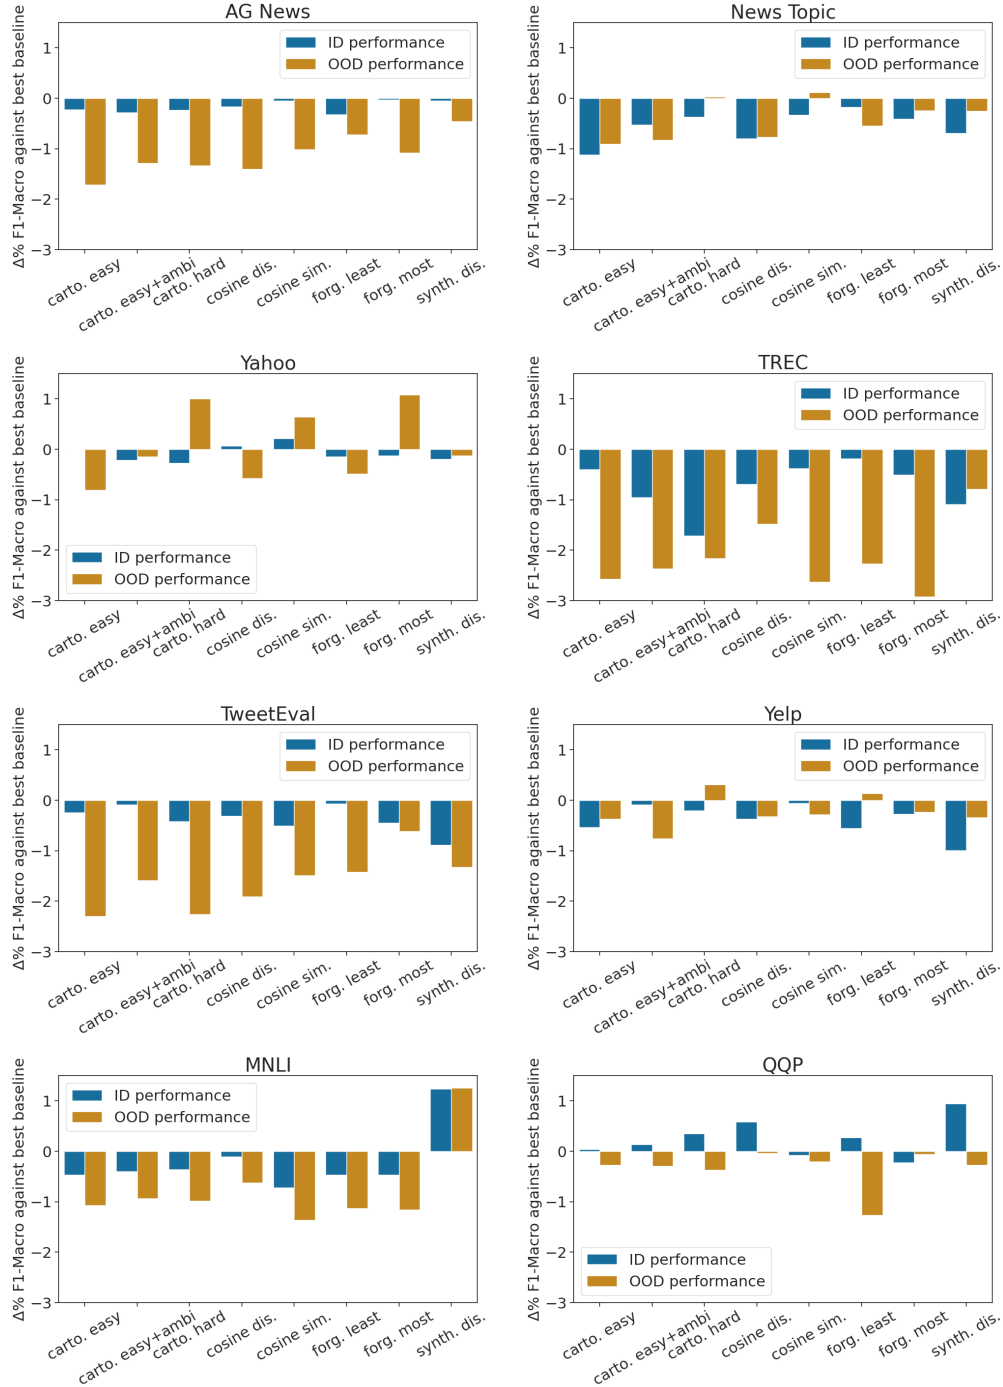 AG News
Δ% F1-Macro against best baseline
1
0
−1
−2
−3
ID performance
OOD performance
carto. easy
carto. easy+ambi
carto. hard
cosine dis.
cosine sim.
forg. least
forg. most
synth. dis.
News Topic
Δ% F1-Macro against best baseline
1
0
−1
−2
−3
ID performance
OOD performance
carto. easy
carto. easy+ambi
carto. hard
cosine dis.
cosine sim.
forg. least
forg. most
synth. dis.
Yahoo
Δ% F1-Macro against best baseline
1
0
−1
−2
−3
ID performance
OOD performance
carto. easy
carto. easy+ambi
carto. hard
cosine dis.
cosine sim.
forg. least
forg. most
synth. dis.
TREC
Δ% F1-Macro against best baseline
1
0
−1
−2
−3
ID performance
OOD performance
carto. easy
carto. easy+ambi
carto. hard
cosine dis.
cosine sim.
forg. least
forg. most
synth. dis.
TweetEval
Δ% F1-Macro against best baseline
1
0
−1
−2
−3
ID performance
OOD performance
carto. easy
carto. easy+ambi
carto. hard
cosine dis.
cosine sim.
forg. least
forg. most
synth. dis.
Yelp
Δ% F1-Macro against best baseline
1
0
−1
−2
−3
ID performance
OOD performance
carto. easy
carto. easy+ambi
carto. hard
cosine dis.
cosine sim.
forg. least
forg. most
synth. dis.
MNLI
Δ% F1-Macro against best baseline
1
0
−1
−2
−3
ID performance
OOD performance
carto. easy
carto. easy+ambi
carto. hard
cosine dis.
cosine sim.
forg. least
forg. most
synth. dis.
QQP
Δ% F1-Macro against best baseline
1
0
−1
−2
−3
ID performance
OOD performance
carto. easy
carto. easy+ambi
carto. hard
cosine dis.
cosine sim.
forg. least
forg. most
synth. dis.